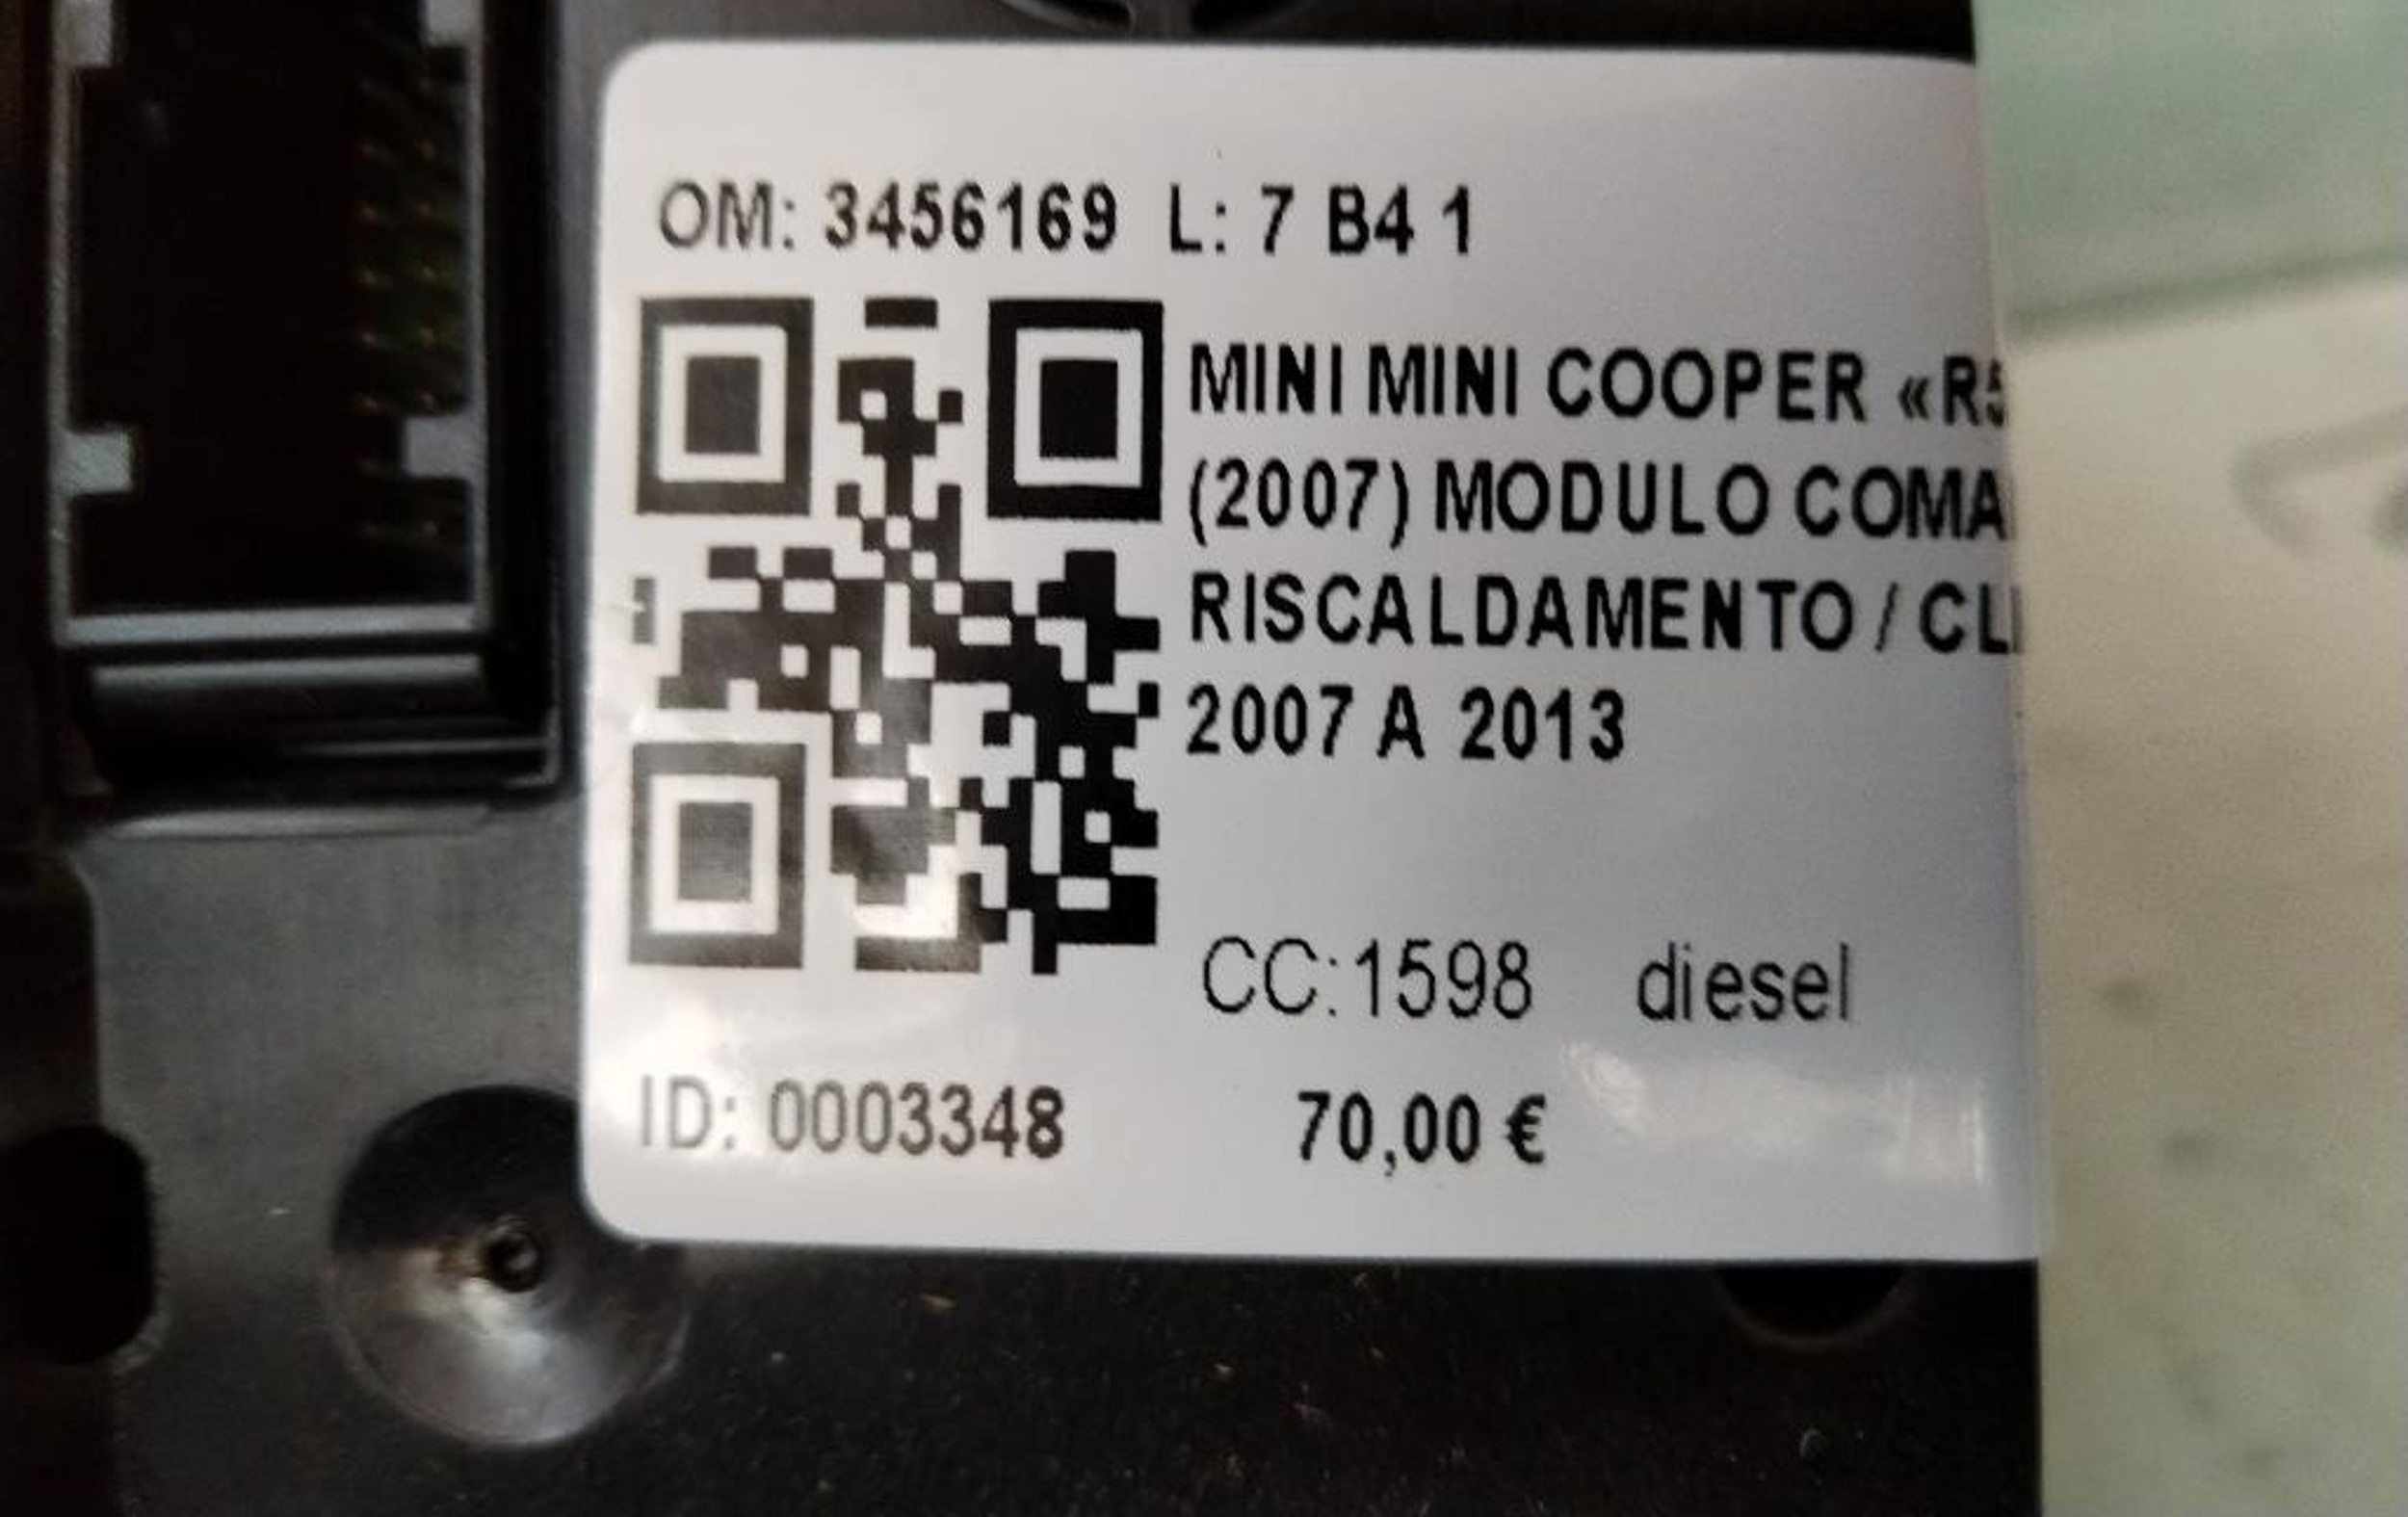 OM: 3456169 L: 7 B4 1
MINI MINI COOPER «R5
(2007) MODULO COMA
RISCALDAMENTO / CL
2007 A 2013
CC:1598 diesel
ID: 0003348 70,00 €